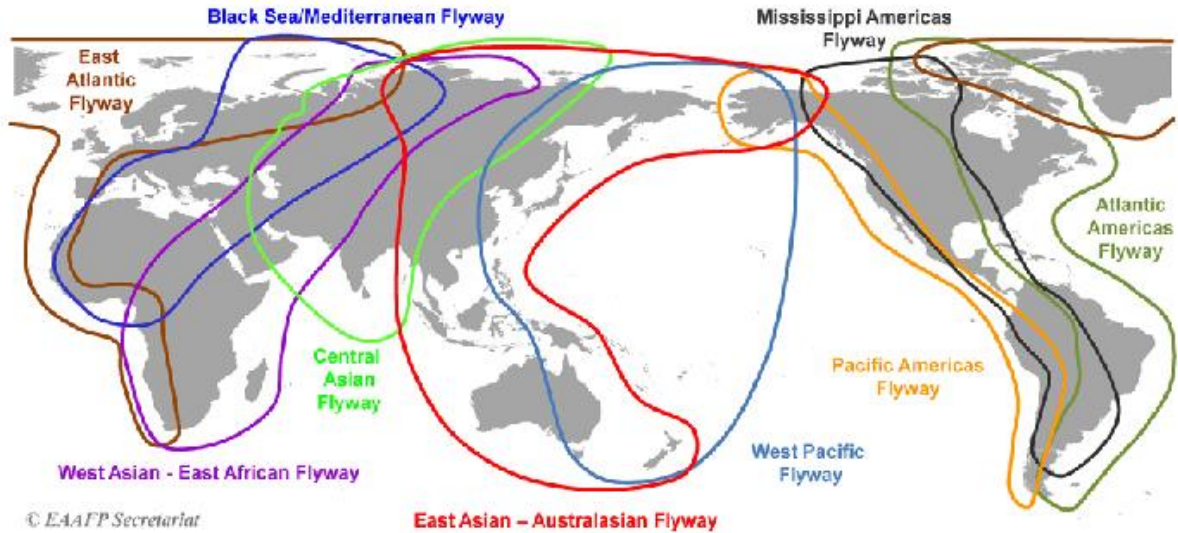 Black Sea/Mediterranean Flyway
Mississippi Americas
Flyway
East
Atlantic
Flyway
Atlantic
Americas
Flyway
Central
Asian
Flyway
Pacific Americas
Flyway
West Pacific
Flyway
West Asian - East African Flyway
© EAAFP Secretariat
East Asian – Australasian Flyway